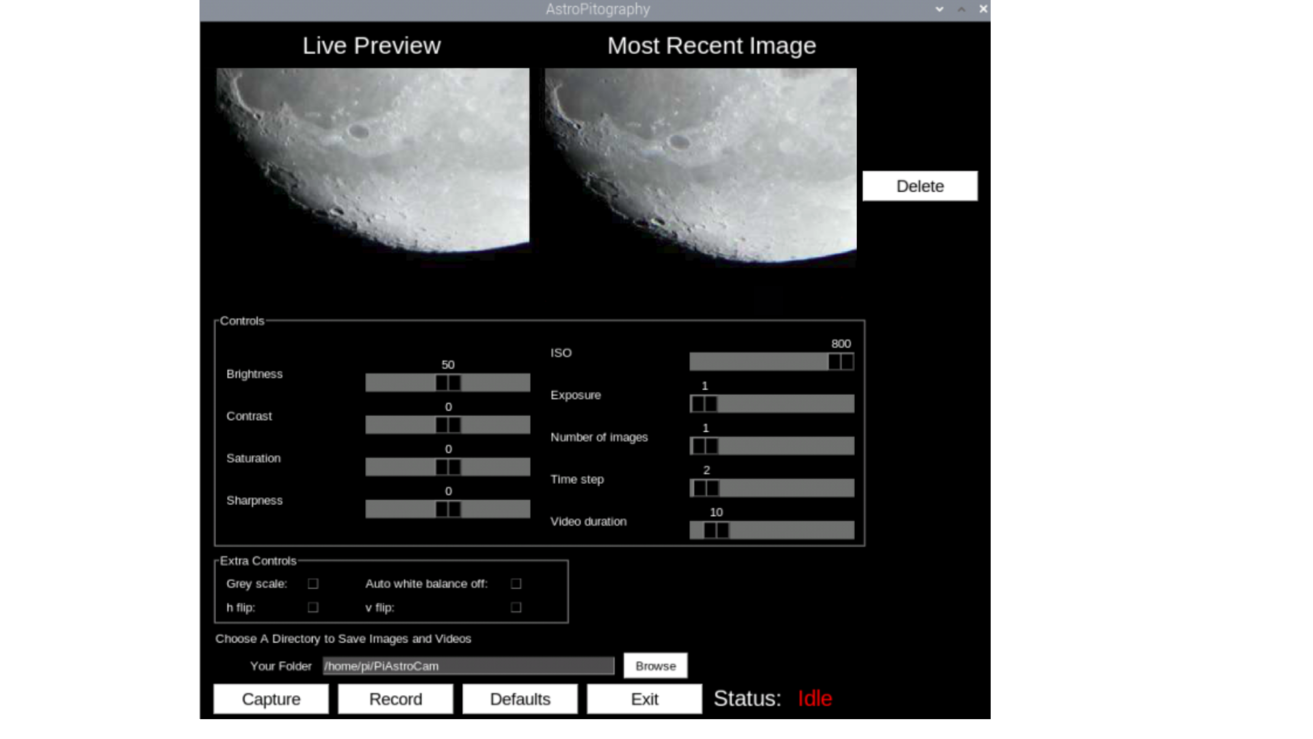 AstroPitography
Live Preview
Most Recent Image
Delete
Controls
Brightness
50
Contrast
0
Saturation
0
Sharpness
0
ISO
800
Exposure
1
Number of images
1
Time step
2
Video duration
10
Extra Controls
Grey scale:
Auto white balance off:
h flip:
v flip:
Choose A Directory to Save Images and Videos
Your Folder /home/pi/PiAstroCam Browse
Capture Record Defaults Exit Status: Idle